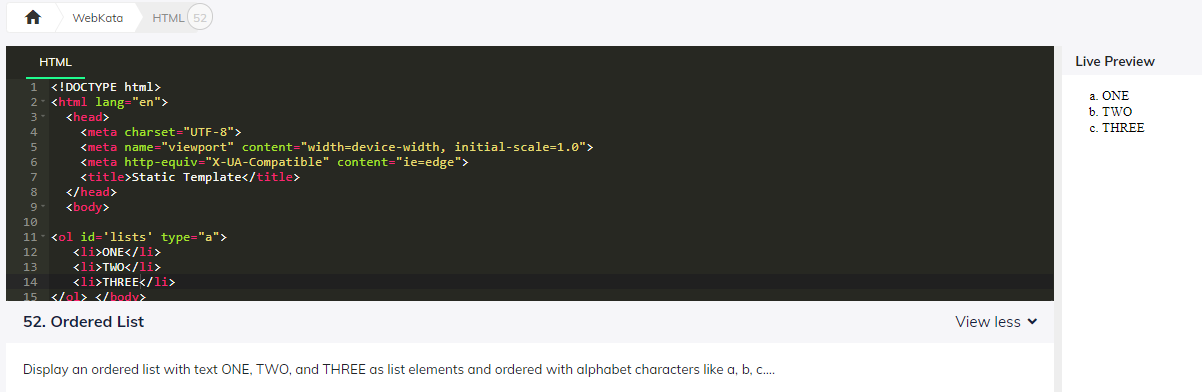 WebKata HTML 52
HTML
Live Preview
1 <!DOCTYPE html>
2 <html lang="en">
3 <head>
4 <meta charset="UTF-8">
5 <meta name="viewport" content="width=device-width, initial-scale=1.0">
6 <meta http-equiv="X-UA-Compatible" content="ie=edge">
7 <title>Static Template</title>
8 </head>
9 <body>
10
11 <ol id='lists' type="a">
12 <li>ONE</li>
13 <li>TWO</li>
14 <li>THREE</li>
15 </ol> </body>
a. ONE
b. TWO
c. THREE
52. Ordered List
View less
Display an ordered list with text ONE, TWO, and THREE as list elements and ordered with alphabet characters like a, b, c....